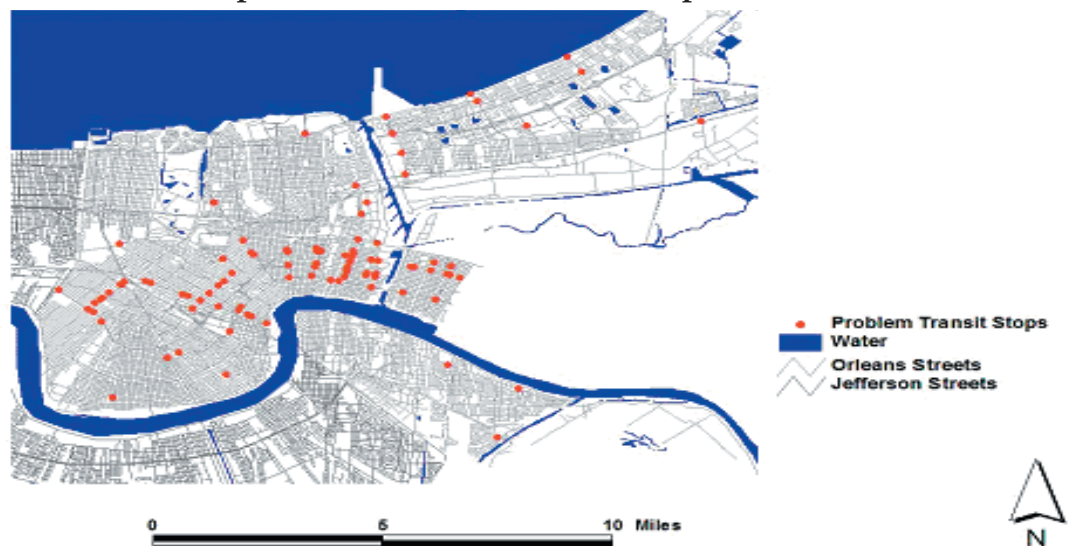 Problem Transit Stops
Water
Orleans Streets
Jefferson Streets
0 5 10 Miles
N